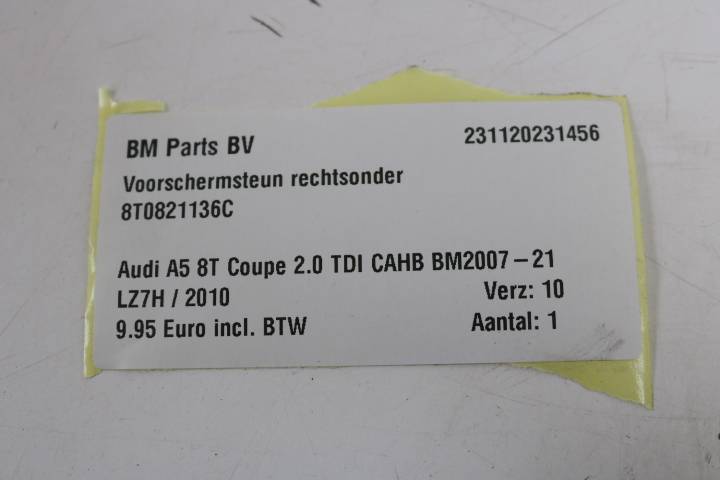 BM Parts BV 231120231456
Voorschermsteun rechtsonder
8T0821136C
Audi A5 8T Coupe 2.0 TDI CAHB BM2007-21
LZ7H / 2010 Verz: 10
9.95 Euro incl. BTW Aantal: 1